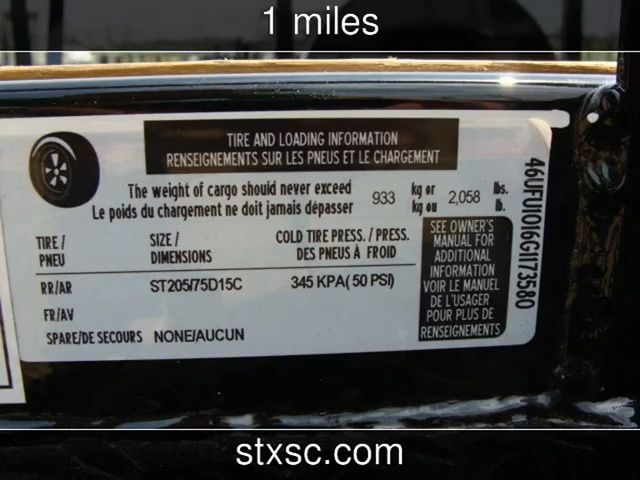 1 miles
TIRE AND LOADING INFORMATION
RENSEIGNEMENTS SUR LES PNEUS ET LE CHARGEMENT
The weight of cargo should never exceed 933 kg or 2,058 lbs.
Le poids du chargement ne doit jamais dépasser kg ou lb.
TIRE / SIZE / COLD TIRE PRESS. / PRESS.
PNEU DIMENSIONS DES PNEUS À FROID
RR/AR ST205/75D15C 345 KPA( 50 PSI)
FR/AV
SPARE/DE SECOURS NONE/AUCUN
SEE OWNER'S
MANUAL FOR
ADDITIONAL
INFORMATION
VOIR LE MANUEL
DE L'USAGER
POUR PLUS DE
RENSEIGNEMENTS
46UFU1016G1173580
stxsc.com